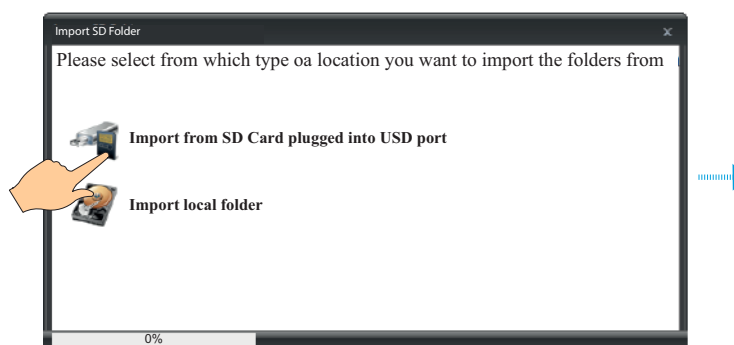 Import SD Folder
x
Please select from which type oa location you want to import the folders from
Import from SD Card plugged into USD port
Import local folder
0%